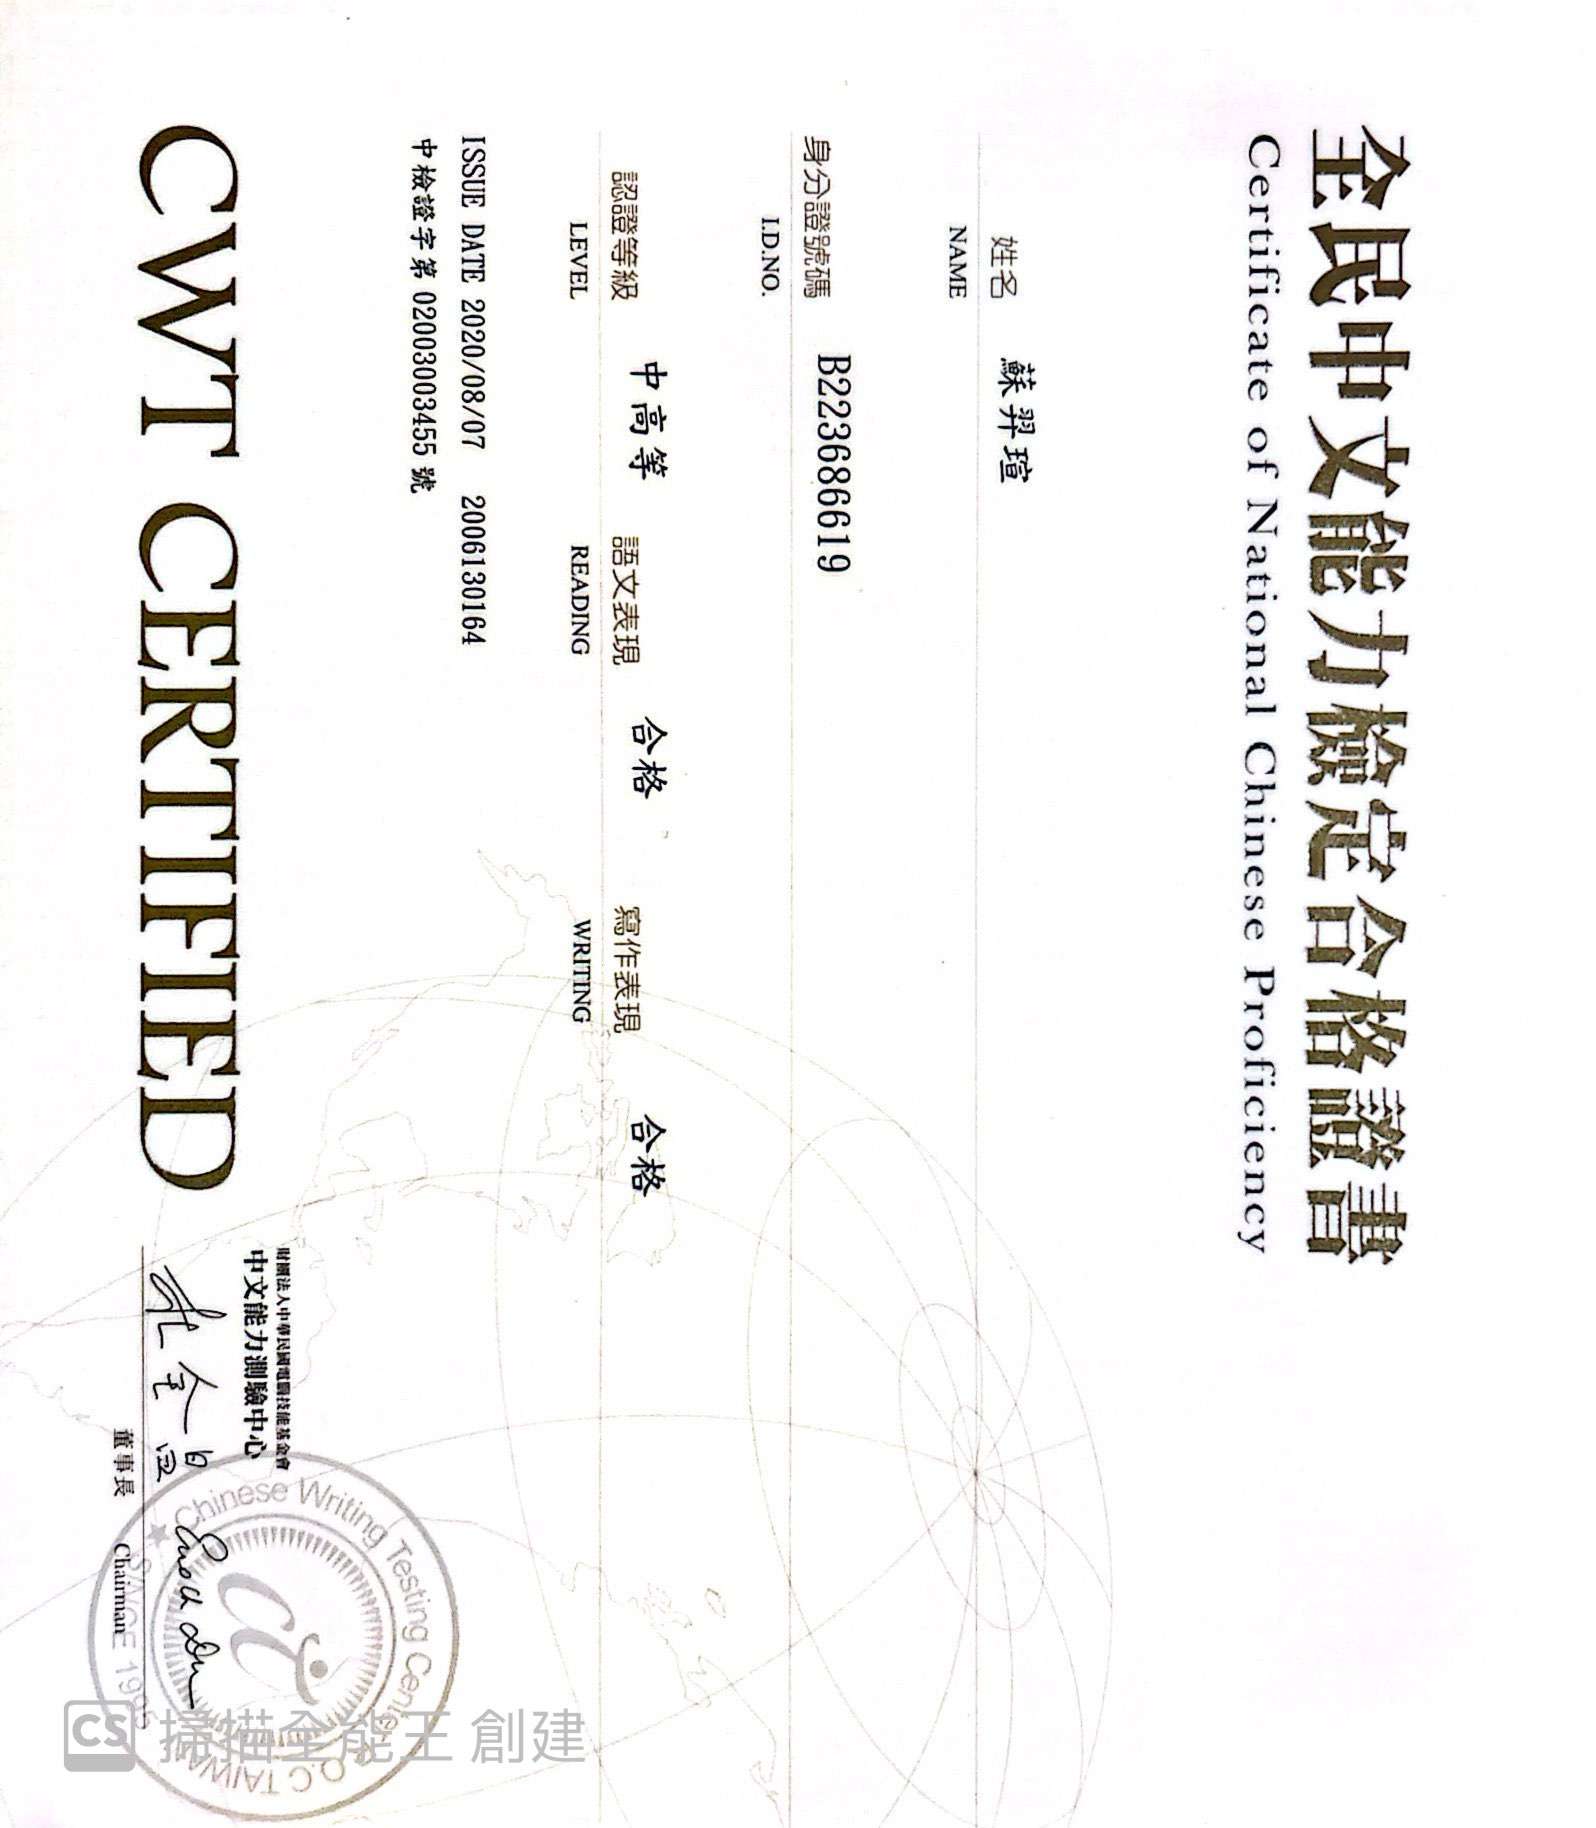 全民中文能力檢定合格證書
Certificate of National Chinese Proficiency
姓名 蘇羿瑄
NAME
身分證號碼 B223686619
I.D.NO.
認證等級 中高等 語文表現 合格 寫作表現 合格
LEVEL READING WRITING
ISSUE DATE 2020/08/07 2006130164
中檢證字第 02003003455 號
CWT CERTIFIED
財團法人中華民國電腦技能基金會
中文能力測驗中心
董事長 Chairman
Chinese Writing Testing Center
R.O.C TAIWAN
SINCE
CS 掃描全能王 創建